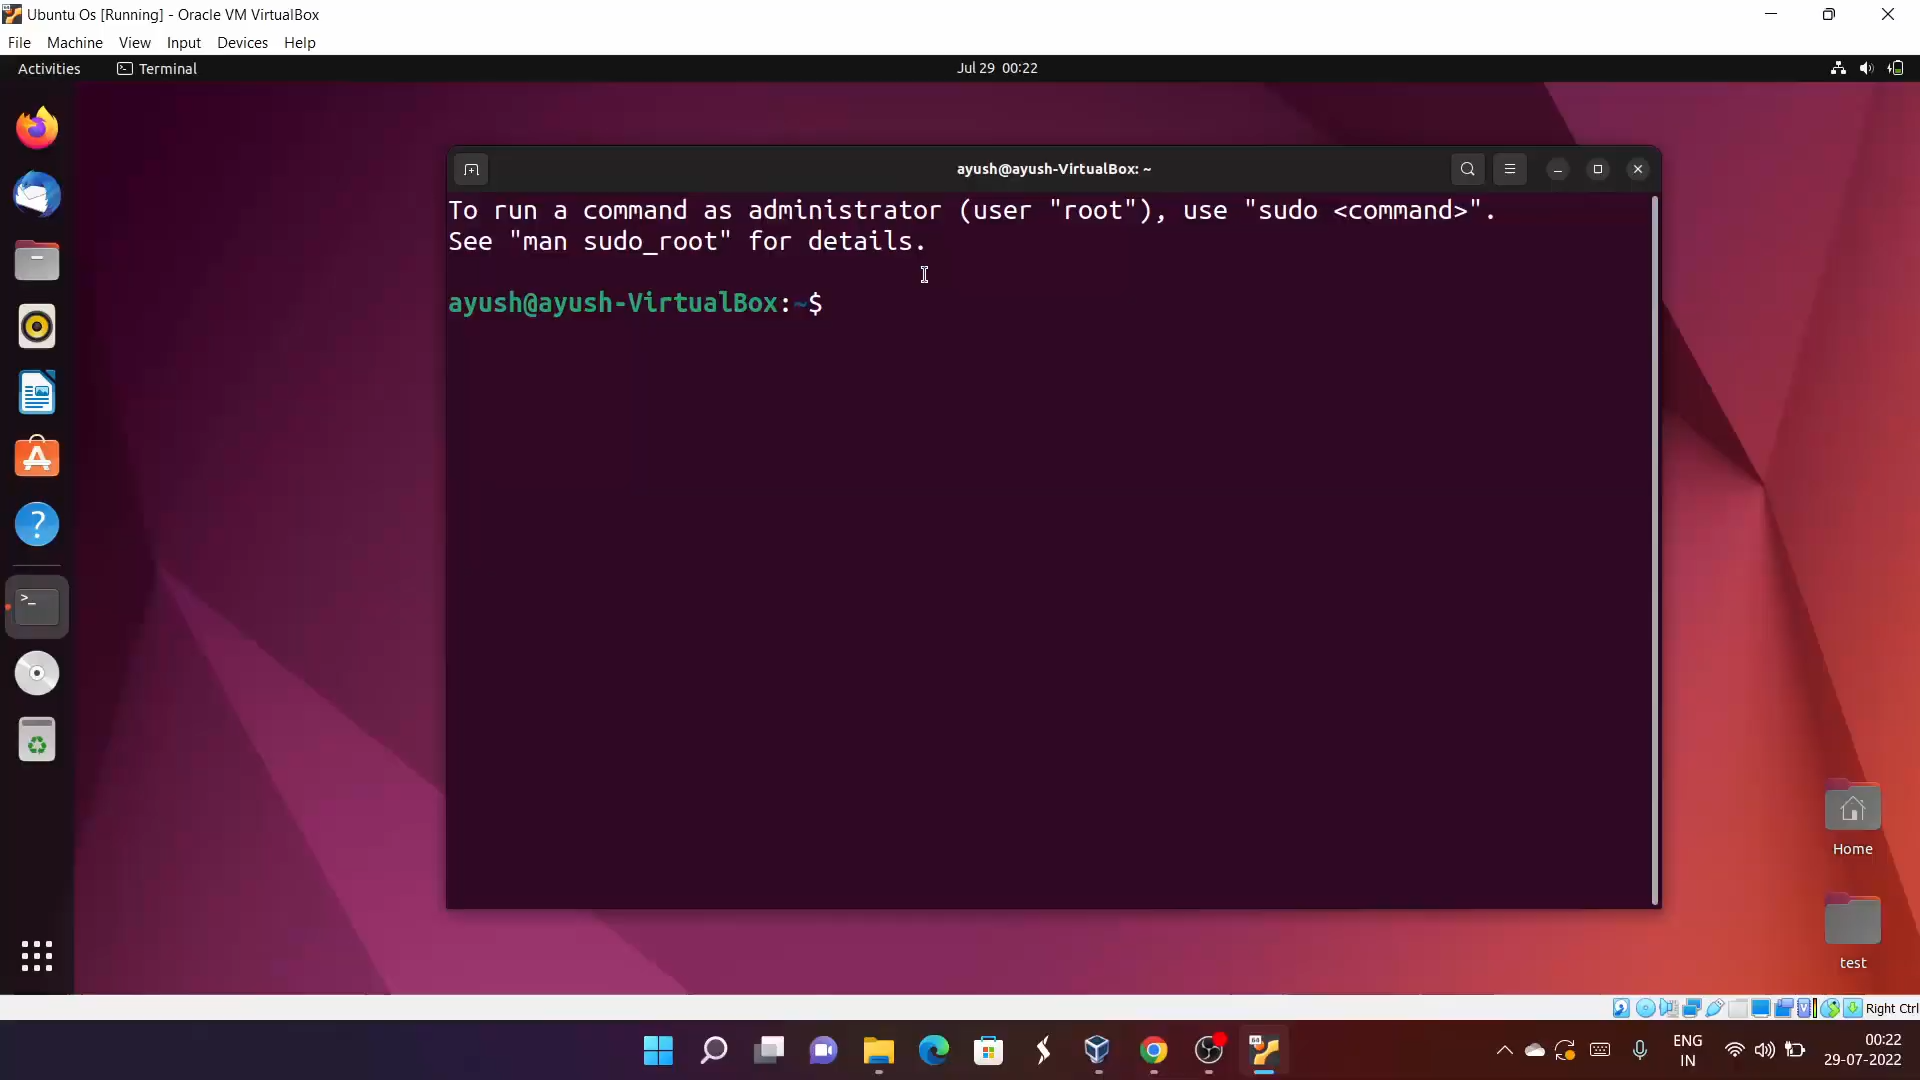 Ubuntu Os [Running] - Oracle VM VirtualBox
File Machine View Input Devices Help
Activities Terminal Jul 29 00:22
ayush@ayush-VirtualBox: ~
To run a command as administrator (user "root"), use "sudo <command>".
See "man sudo_root" for details.
ayush@ayush-VirtualBox:~$
Home
test
Right Ctrl
ENG
IN
00:22
29-07-2022